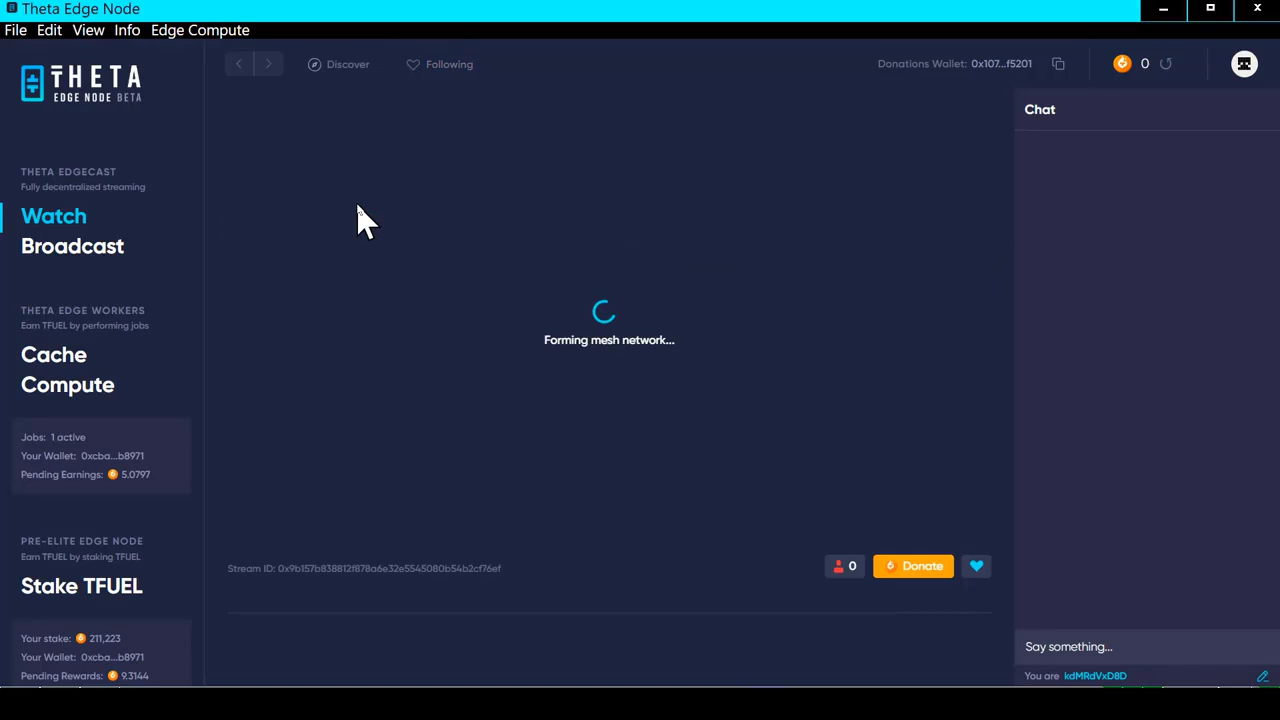 Theta Edge Node
File Edit View Info Edge Compute
THETA
EDGE NODE BETA
Discover
Following
Donations Wallet: 0x107...f5201
0
Chat
THETA EDGECAST
Fully decentralized streaming
Watch
Broadcast
Forming mesh network...
THETA EDGE WORKERS
Earn TFUEL by performing jobs
Cache
Compute
Jobs: 1 active
Your Wallet: 0xcba...b8971
Pending Earnings: 5.0797
PRE-ELITE EDGE NODE
Earn TFUEL by staking TFUEL
Stake TFUEL
Your stake: 211,223
Your Wallet: 0xcba...b8971
Pending Rewards: 9.3144
Stream ID: 0x9b157b838812f878a6e32e5545080b54b2cf76ef
0
Donate
Say something...
You are kdMRdVxD8D